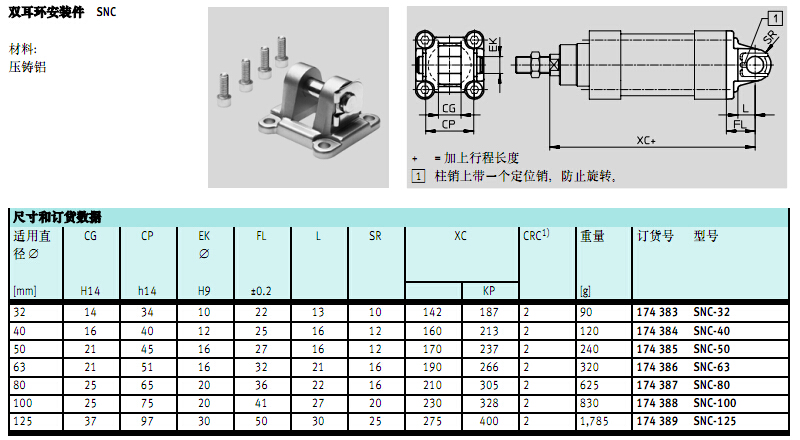 双耳环安装件 SNC
材料:
压铸铝
EK
CG
CP
1
SR
L
FL
XC+
+ = 加上行程长度
1 柱销上带一个定位销, 防止旋转。
尺寸和订货数据
适用直径 ∅ CG CP EK ∅ FL L SR XC CRC1) 重量 订货号 型号
[mm] H14 h14 H9 ±0.2 KP [g]
32 14 34 10 22 13 10 142 187 2 90 174 383 SNC-32
40 16 40 12 25 16 12 160 213 2 120 174 384 SNC-40
50 21 45 16 27 16 12 170 237 2 240 174 385 SNC-50
63 21 51 16 32 21 16 190 266 2 320 174 386 SNC-63
80 25 65 20 36 22 16 210 305 2 625 174 387 SNC-80
100 25 75 20 41 27 20 230 328 2 830 174 388 SNC-100
125 37 97 30 50 30 25 275 400 2 1,785 174 389 SNC-125